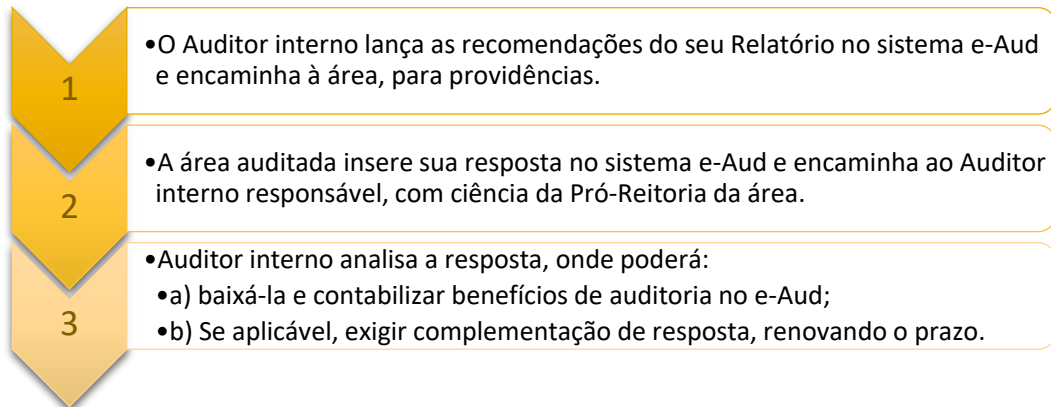 1
•O Auditor interno lança as recomendações do seu Relatório no sistema e-Aud
e encaminha à área, para providências.
2
•A área auditada insere sua resposta no sistema e-Aud e encaminha ao Auditor
interno responsável, com ciência da Pró-Reitoria da área.
3
•Auditor interno analisa a resposta, onde poderá:
•a) baixá-la e contabilizar benefícios de auditoria no e-Aud;
•b) Se aplicável, exigir complementação de resposta, renovando o prazo.